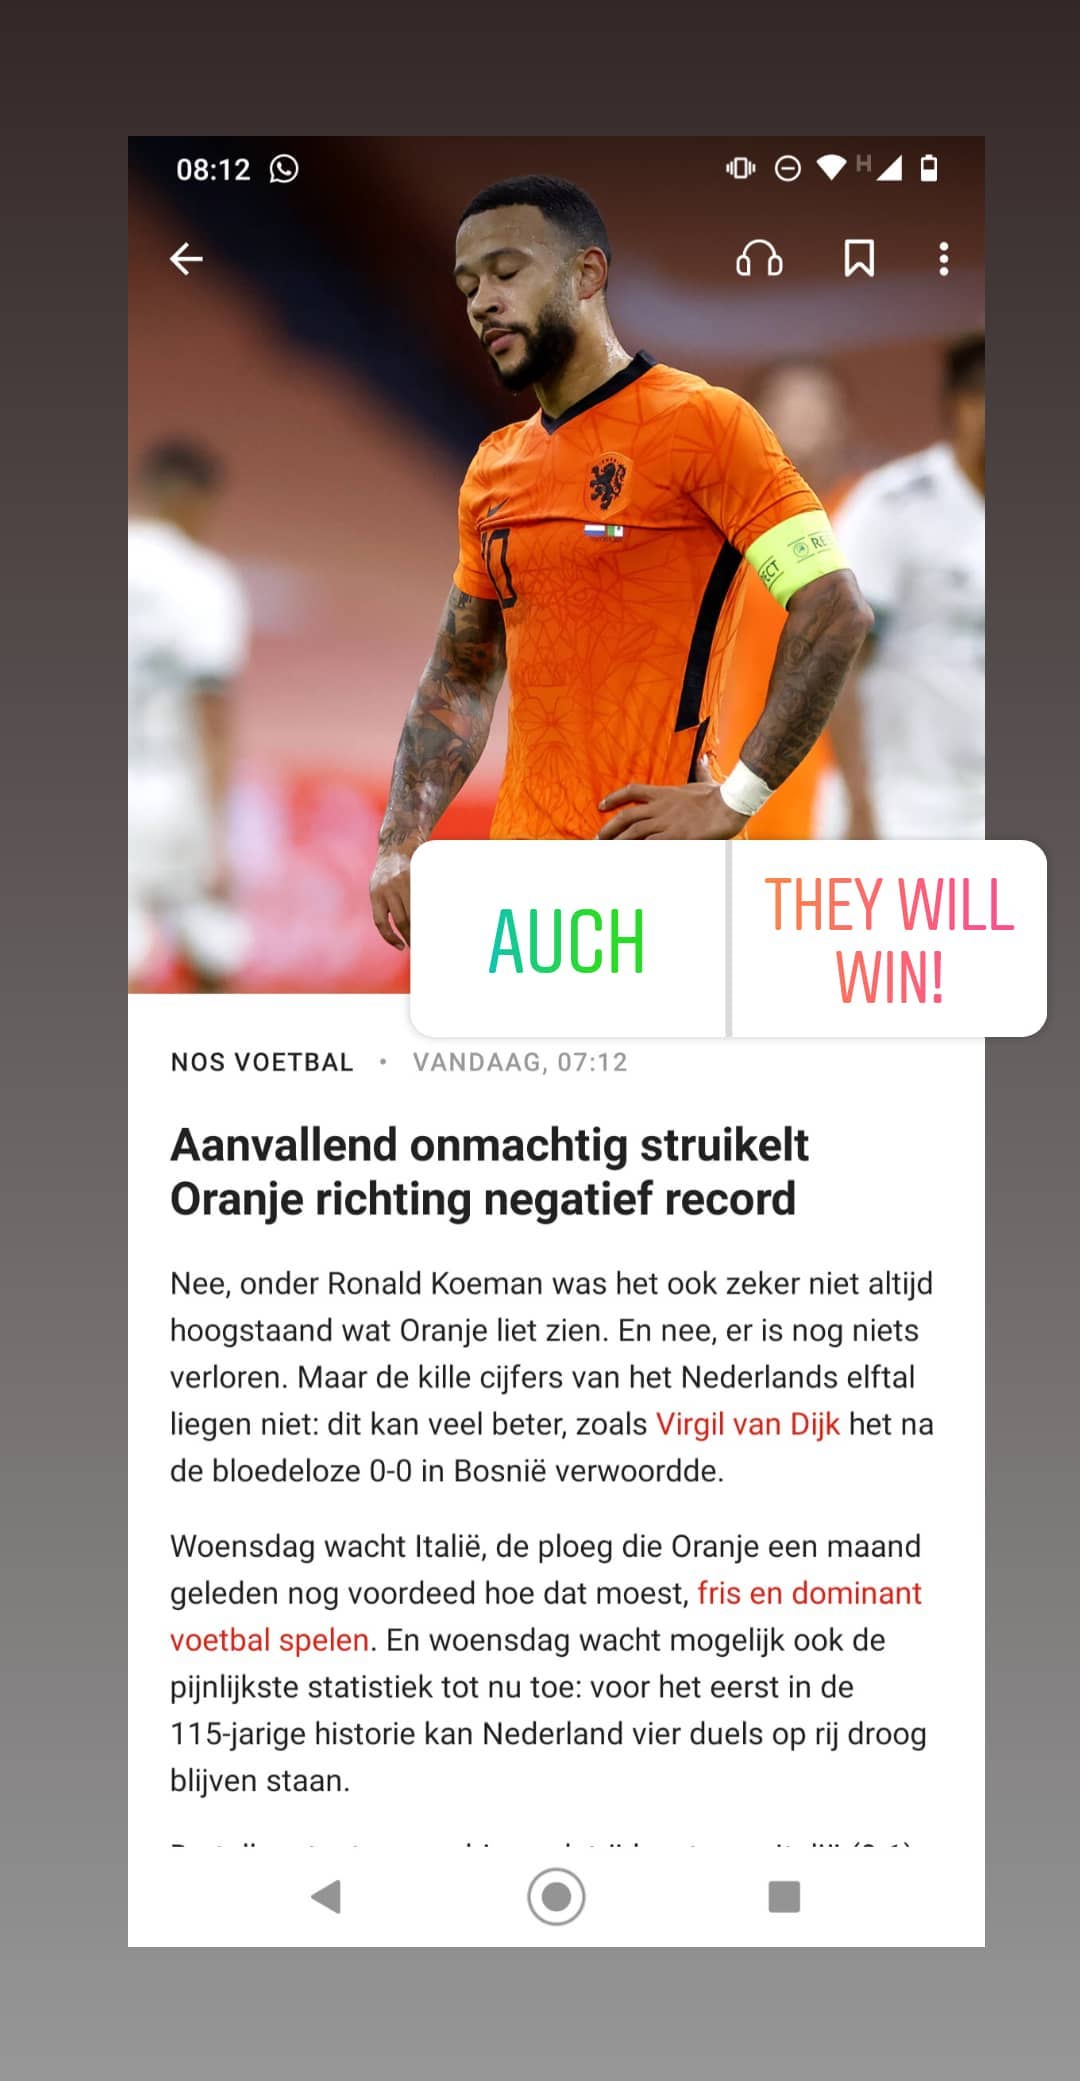 08:12
H
10
RE
ECT
AUCH
THEY WILL
WIN!
NOS VOETBAL • VANDAAG, 07:12
Aanvallend onmachtig struikelt
Oranje richting negatief record
Nee, onder Ronald Koeman was het ook zeker niet altijd
hoogstaand wat Oranje liet zien. En nee, er is nog niets
verloren. Maar de kille cijfers van het Nederlands elftal
liegen niet: dit kan veel beter, zoals Virgil van Dijk het na
de bloedeloze 0-0 in Bosnië verwoordde.
Woensdag wacht Italië, de ploeg die Oranje een maand
geleden nog voordeed hoe dat moest, fris en dominant
voetbal spelen. En woensdag wacht mogelijk ook de
pijnlijkste statistiek tot nu toe: voor het eerst in de
115-jarige historie kan Nederland vier duels op rij droog
blijven staan.